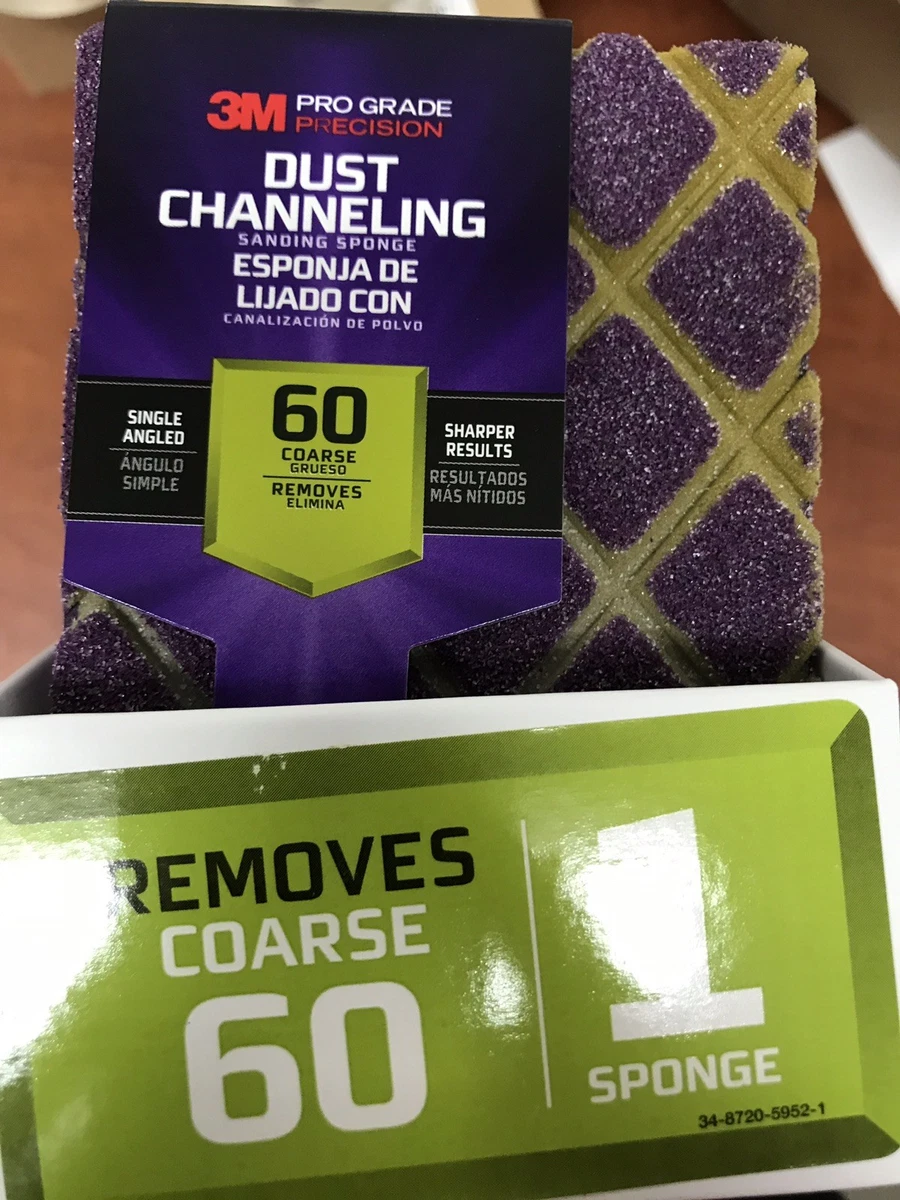 3M PRO GRADE
PRECISION
DUST
CHANNELING
SANDING SPONGE
ESPONJA DE
LIJADO CON
CANALIZACIÓN DE POLVO
SINGLE
ANGLED
ÁNGULO
SIMPLE
60
COARSE
GRUESO
REMOVES
ELIMINA
SHARPER
RESULTS
RESULTADOS
MÁS NÍTIDOS
REMOVES
COARSE
60
1
SPONGE
34-8720-5952-1